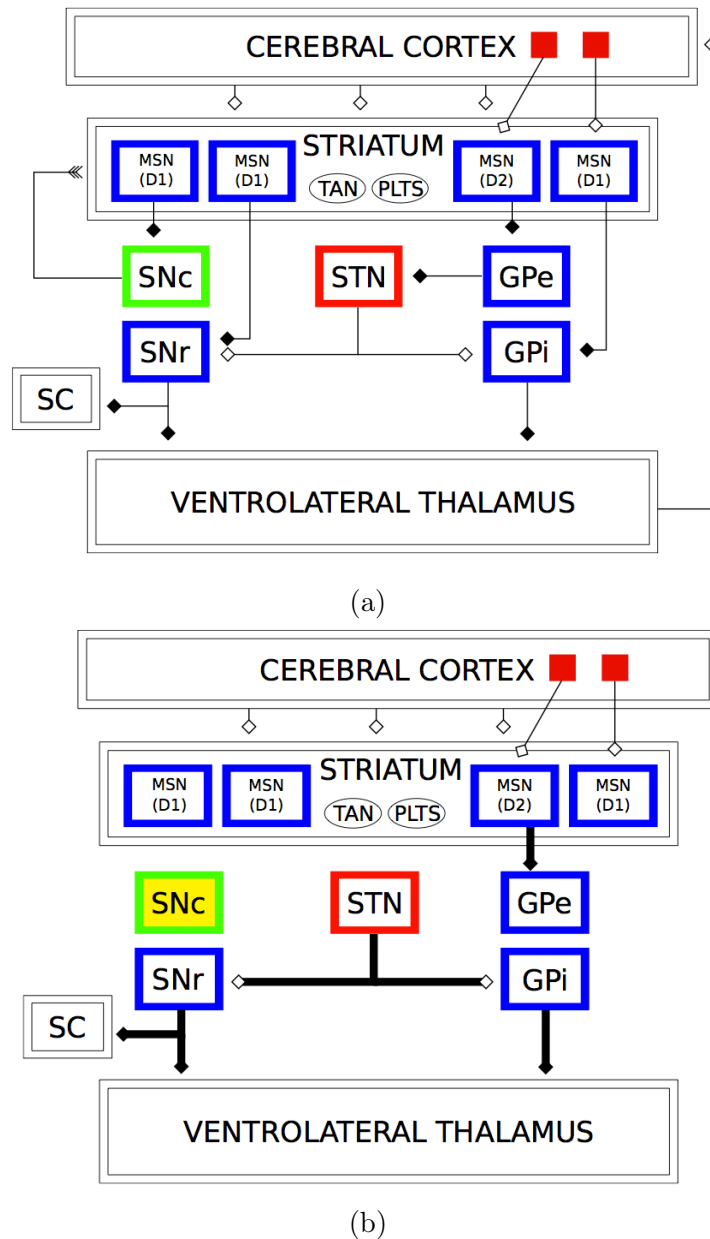 CEREBRAL CORTEX
STRIATUM
MSN
(D1)
MSN
(D1)
TAN
PLTS
MSN
(D2)
MSN
(D1)
SNc
STN
GPe
SNr
GPi
SC
VENTROLATERAL THALAMUS
(a)
CEREBRAL CORTEX
STRIATUM
MSN
(D1)
MSN
(D1)
TAN
PLTS
MSN
(D2)
MSN
(D1)
SNc
STN
GPe
SNr
GPi
SC
VENTROLATERAL THALAMUS
(b)